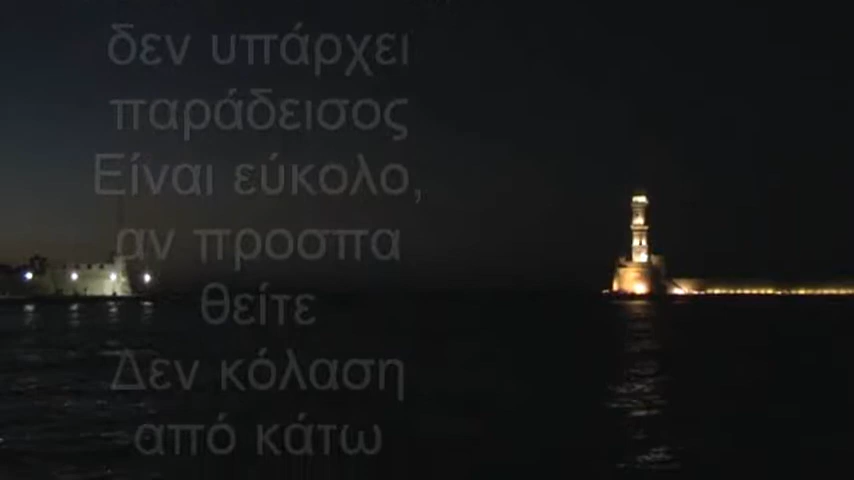 δεν υπάρχει
παράδεισος
Είναι εύκολο,
αν προσπα
θείτε
Δεν κόλαση
από κάτω